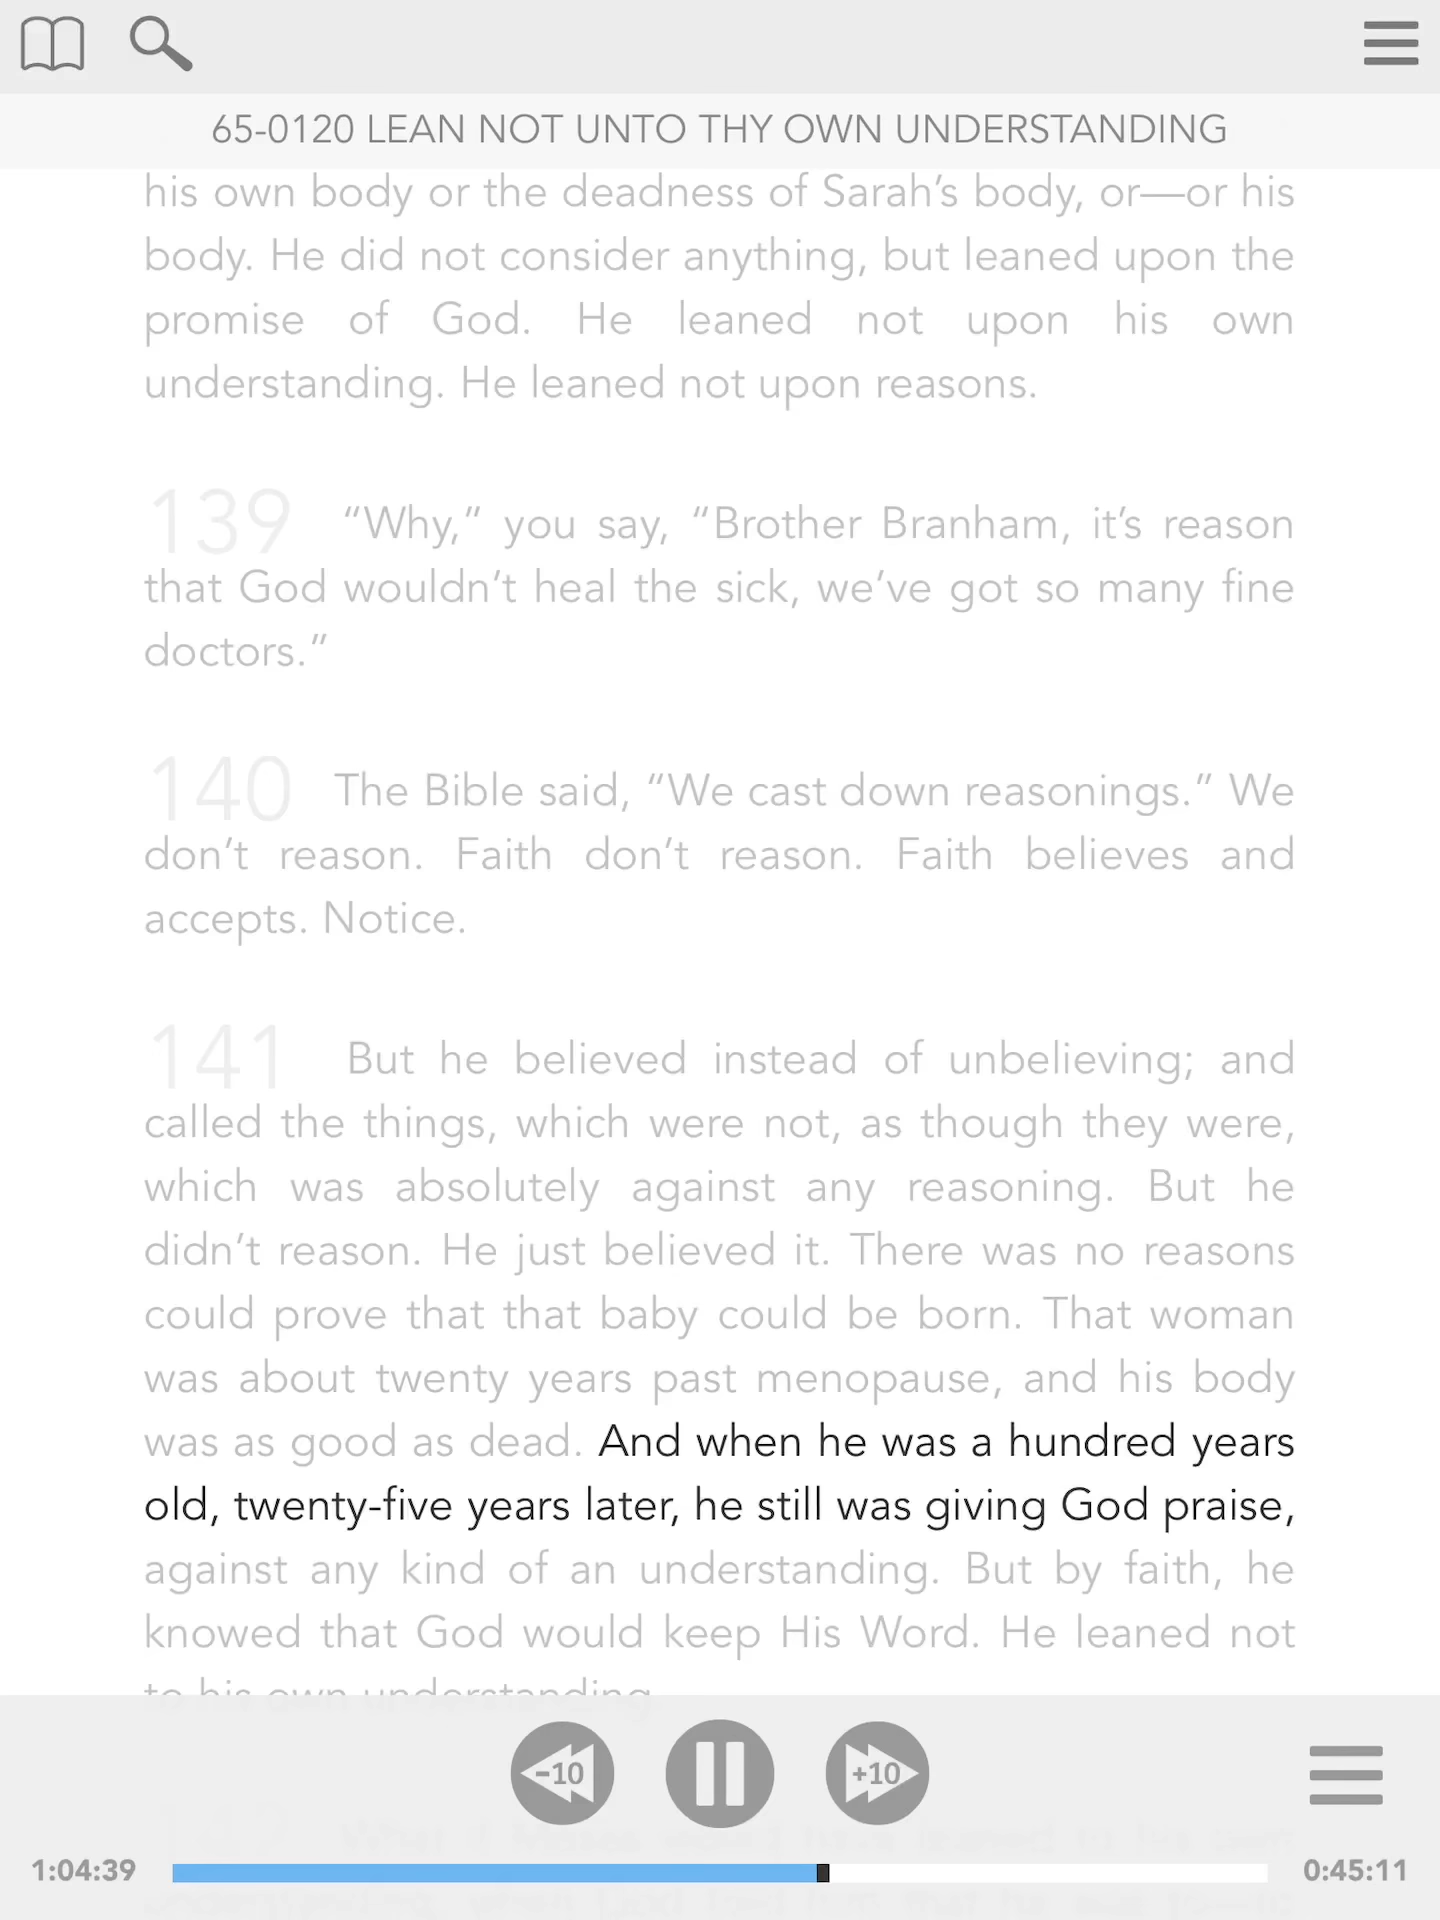 65-0120 LEAN NOT UNTO THY OWN UNDERSTANDING
his own body or the deadness of Sarah’s body, or—or his
body. He did not consider anything, but leaned upon the
promise of God. He leaned not upon his own
understanding. He leaned not upon reasons.
139 “Why,” you say, “Brother Branham, it’s reason
that God wouldn’t heal the sick, we’ve got so many fine
doctors.”
140 The Bible said, “We cast down reasonings.” We
don’t reason. Faith don’t reason. Faith believes and
accepts. Notice.
141 But he believed instead of unbelieving; and
called the things, which were not, as though they were,
which was absolutely against any reasoning. But he
didn’t reason. He just believed it. There was no reasons
could prove that that baby could be born. That woman
was about twenty years past menopause, and his body
was as good as dead. And when he was a hundred years
old, twenty-five years later, he still was giving God praise,
against any kind of an understanding. But by faith, he
knowed that God would keep His Word. He leaned not
to his own understanding.
-10 +10
1:04:39 0:45:11